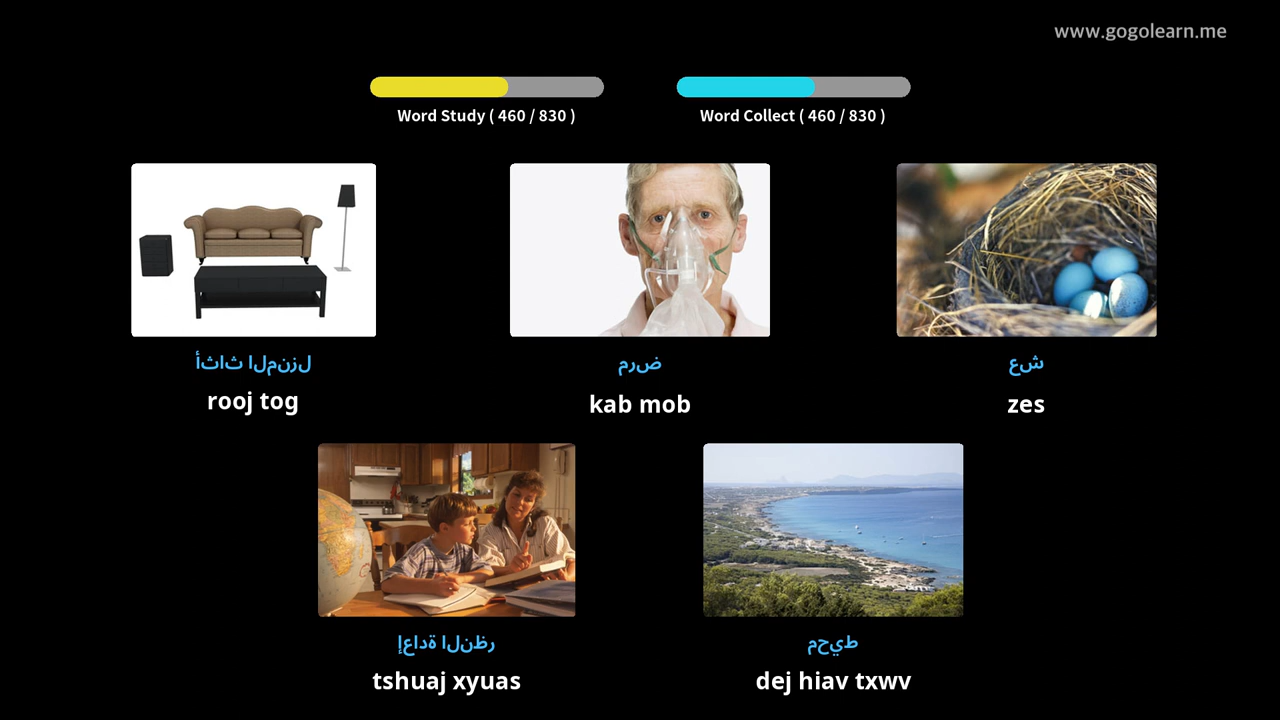 www.gogolearn.me
Word Study ( 460 / 830 )
Word Collect ( 460 / 830 )
أثاث المنزل
rooj tog
مرض
kab mob
عش
zes
إعادة النظر
tshuaj xyuas
محيط
dej hiav txwv